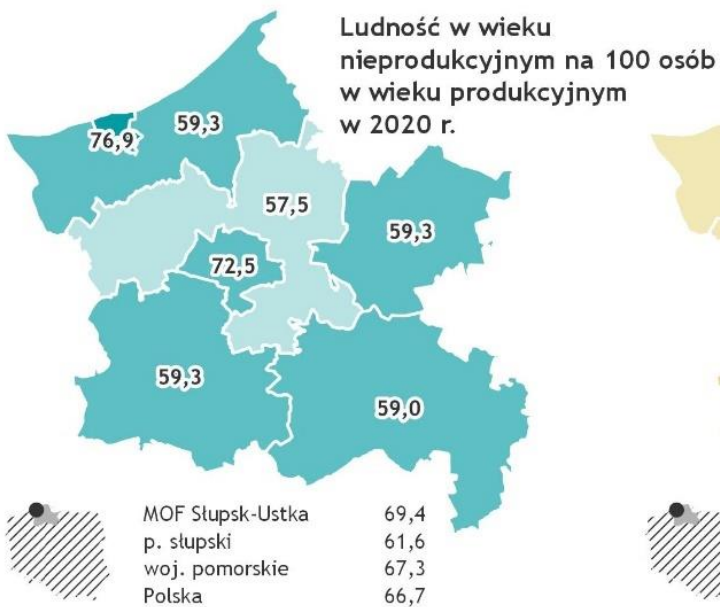 Ludność w wieku
nieprodukcyjnym na 100 osób
w wieku produkcyjnym
w 2020 r.
76,9
59,3
57,5
59,3
72,5
59,3
59,0
MOF Słupsk-Ustka 69,4
p. słupski 61,6
woj. pomorskie 67,3
Polska 66,7